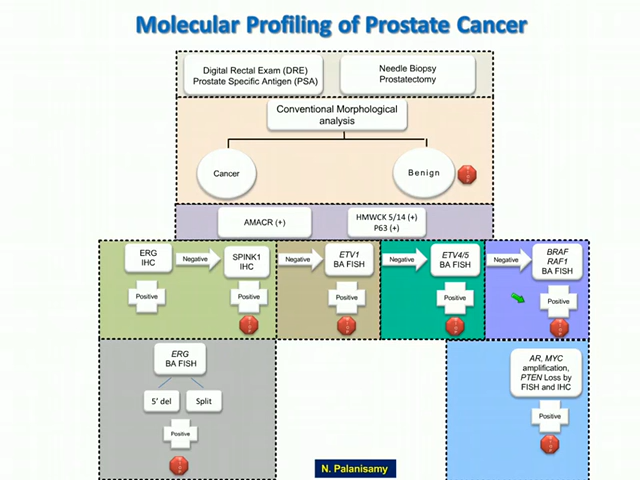 Molecular Profiling of Prostate Cancer
Digital Rectal Exam (DRE)
Prostate Specific Antigen (PSA)
Needle Biopsy
Prostatectomy
Conventional Morphological
analysis
Cancer
Benign
AMACR (+)
HMWCK 5/14 (+)
P63 (+)
ERG
IHC
Negative
SPINK1
IHC
Negative
ETV1
BA FISH
Negative
ETV4/5
BA FISH
Negative
BRAF
RAF1
BA FISH
Positive
Positive
Positive
Positive
Positive
ERG
BA FISH
5' del
Split
Positive
AR, MYC
amplification,
PTEN Loss by
FISH and IHC
Positive
N. Palanisamy